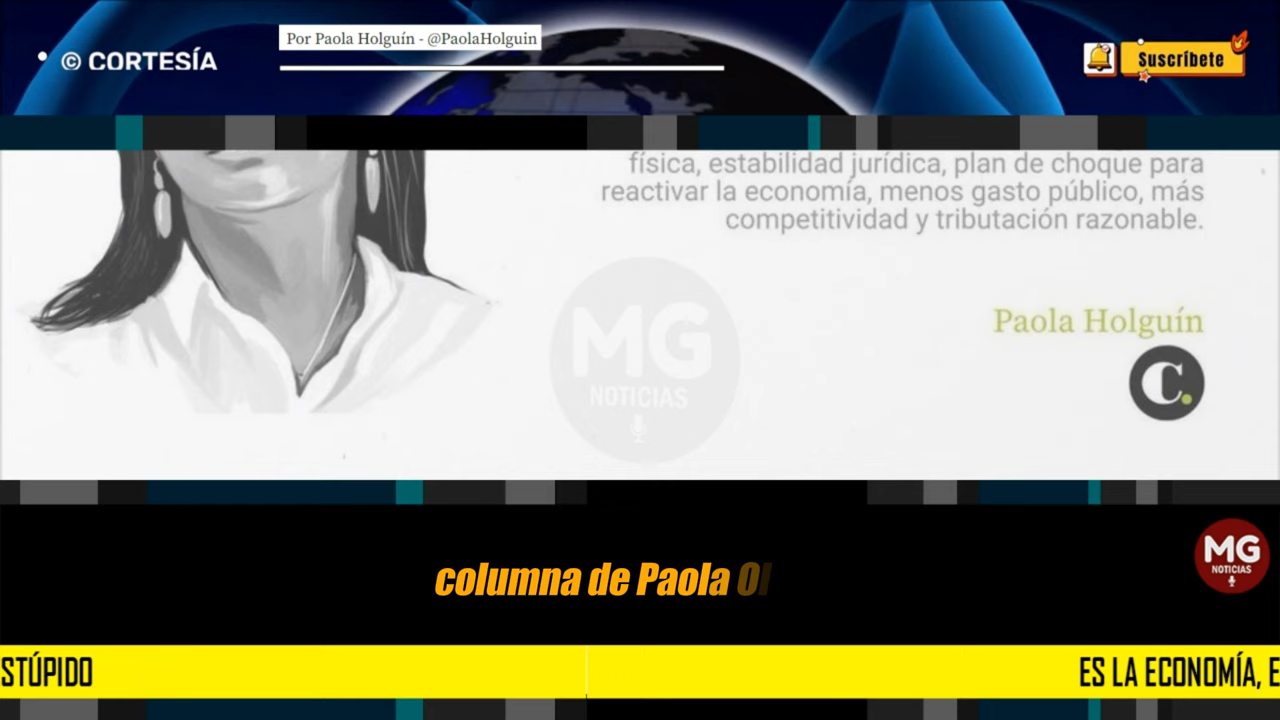 Por Paola Holguín - @PaolaHolguin
© CORTESÍA
Suscríbete
física, estabilidad jurídica, plan de choque para
reactivar la economía, menos gasto público, más
competitividad y tributación razonable.
MG
NOTICIAS
Paola Holguín
C.
MG
NOTICIAS
columna de Paola
STÚPIDO
ES LA ECONOMÍA, E